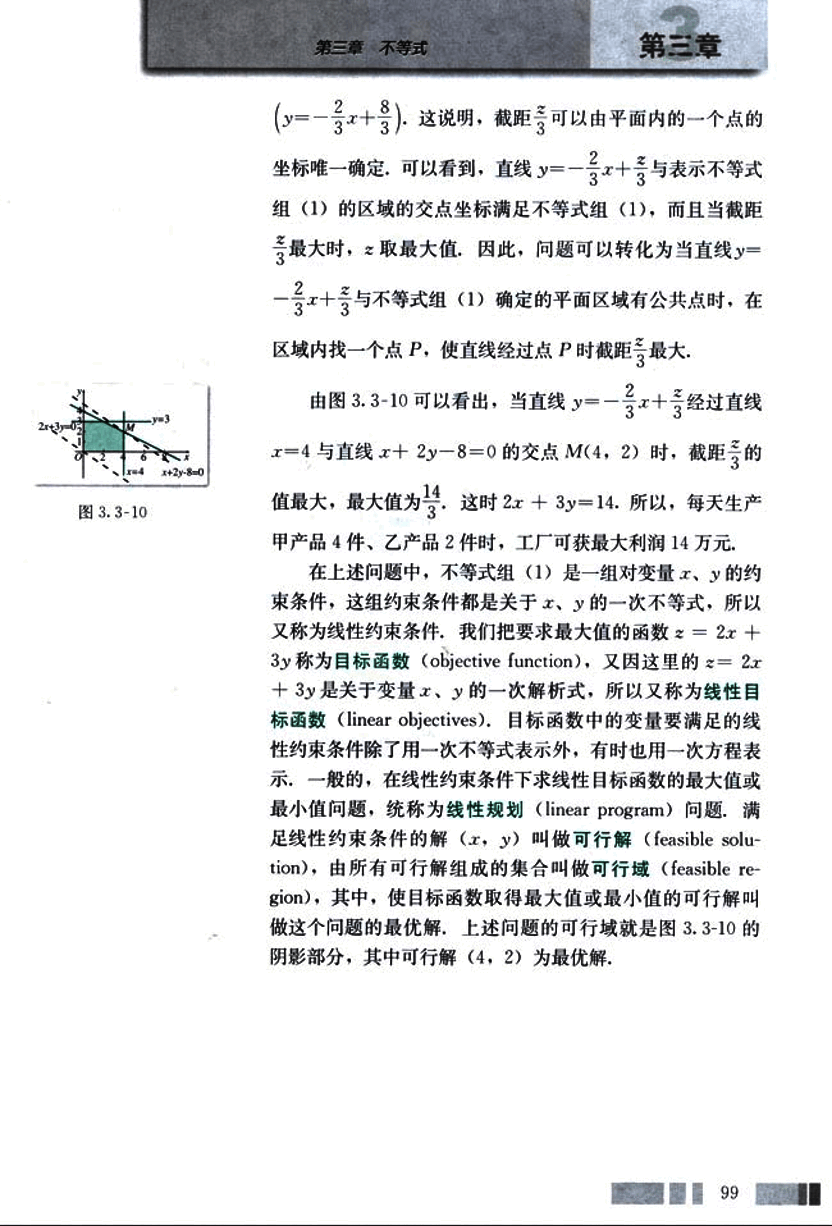 第三章 不等式
第三章
(y=-2/3x+8/3). 这说明，截距z/3可以由平面内的一个点的
坐标唯一确定. 可以看到，直线 y=-2/3x+z/3与表示不等式
组（1）的区域的交点坐标满足不等式组（1），而且当截距
z/3最大时，z 取最大值. 因此，问题可以转化为当直线y=
-2/3x+z/3与不等式组（1）确定的平面区域有公共点时，在
区域内找一个点 P，使直线经过点 P 时截距z/3最大.
由图 3.3-10 可以看出，当直线 y=-2/3x+z/3经过直线
x=4 与直线 x+ 2y-8=0 的交点 M(4，2）时，截距z/3的
值最大，最大值为14/3. 这时 2x + 3y=14. 所以，每天生产
甲产品 4 件、乙产品 2 件时，工厂可获最大利润 14 万元.
在上述问题中，不等式组（1）是一组对变量 x、y 的约
束条件，这组约束条件都是关于 x、y 的一次不等式，所以
又称为线性约束条件. 我们把要求最大值的函数 z = 2x +
3y 称为目标函数（objective function），又因这里的 z= 2x
+ 3y 是关于变量 x、y 的一次解析式，所以又称为线性目
标函数（linear objectives）. 目标函数中的变量要满足的线
性约束条件除了用一次不等式表示外，有时也用一次方程表
示. 一般的，在线性约束条件下求线性目标函数的最大值或
最小值问题，统称为线性规划（linear program）问题. 满
足线性约束条件的解（x，y）叫做可行解（feasible solu-
tion），由所有可行解组成的集合叫做可行域（feasible re-
gion），其中，使目标函数取得最大值或最小值的可行解叫
做这个问题的最优解. 上述问题的可行域就是图 3.3-10 的
阴影部分，其中可行解（4，2）为最优解.
y
4
3
2
1
y=3
2x+3y=0
M
O 2 4 6 8 x
x=4
x+2y-8=0
图 3.3-10
99